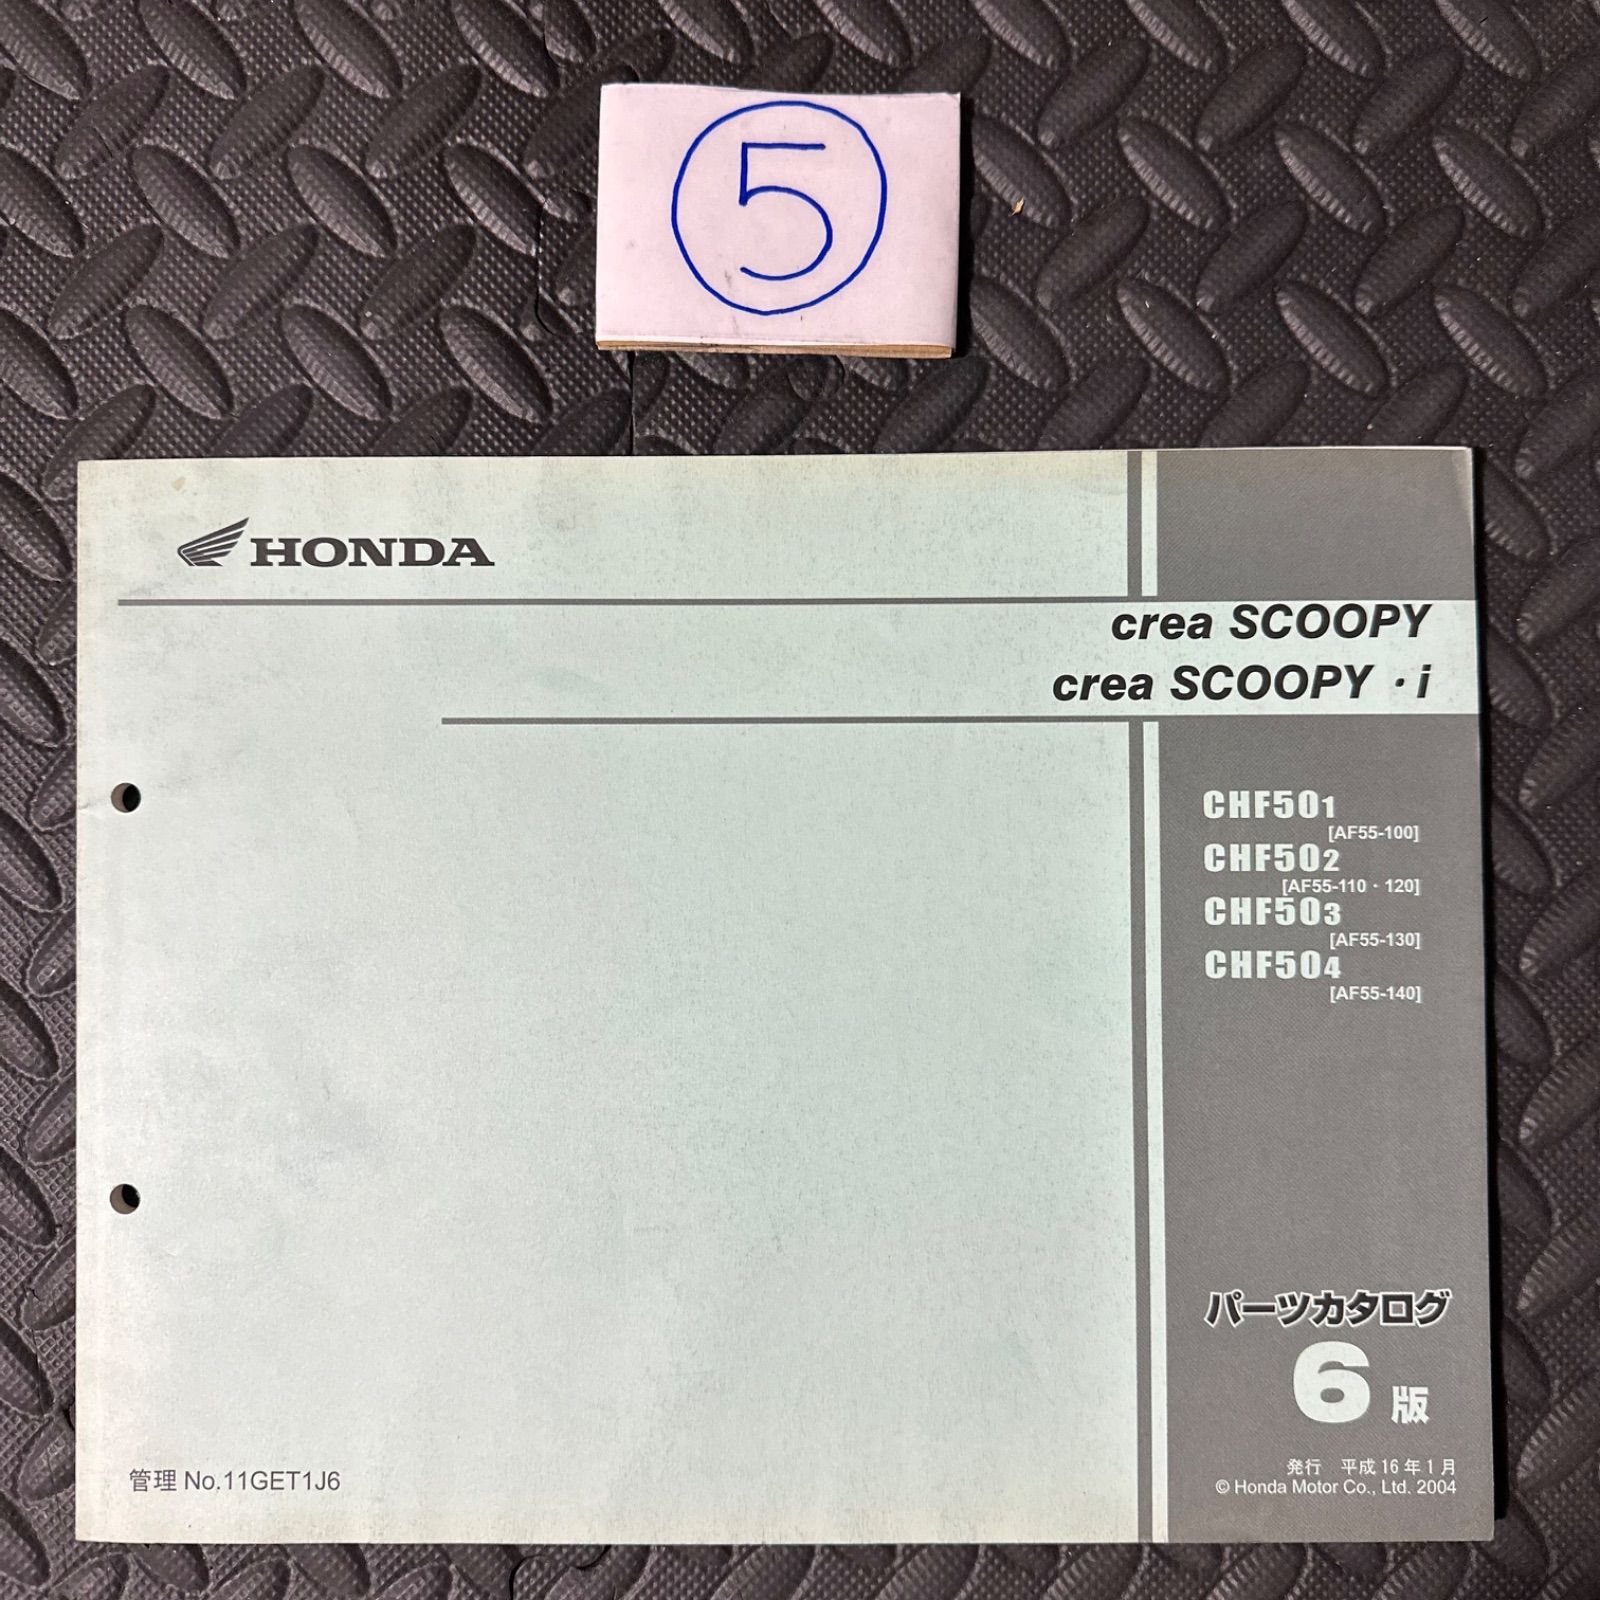 ⑤
HONDA
crea SCOOPY
crea SCOOPY・i
CHF501
[AF55-100]
CHF502
[AF55-110・120]
CHF503
[AF55-130]
CHF504
[AF55-140]
パーツカタログ
6版
管理 No.11GET1J6
発行 平成16年1月
© Honda Motor Co., Ltd. 2004